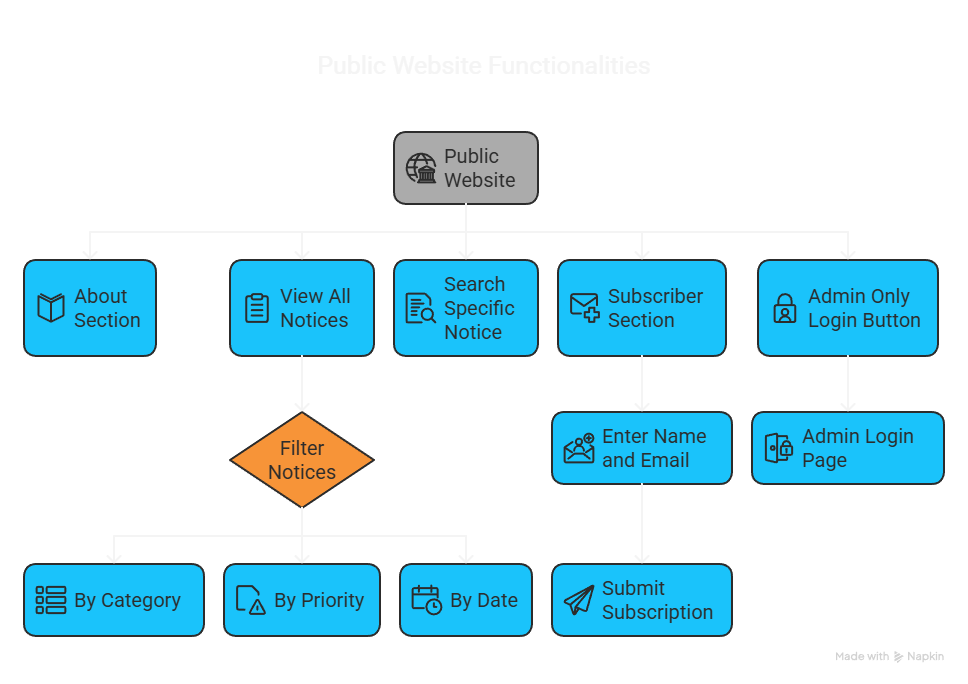 Public Website Functionalities
Public
Website
About
Section
View All
Notices
Search
Specific
Notice
Subscriber
Section
Admin Only
Login Button
Filter
Notices
Enter Name
and Email
Admin Login
Page
By Category
By Priority
By Date
Submit
Subscription
Made with Napkin